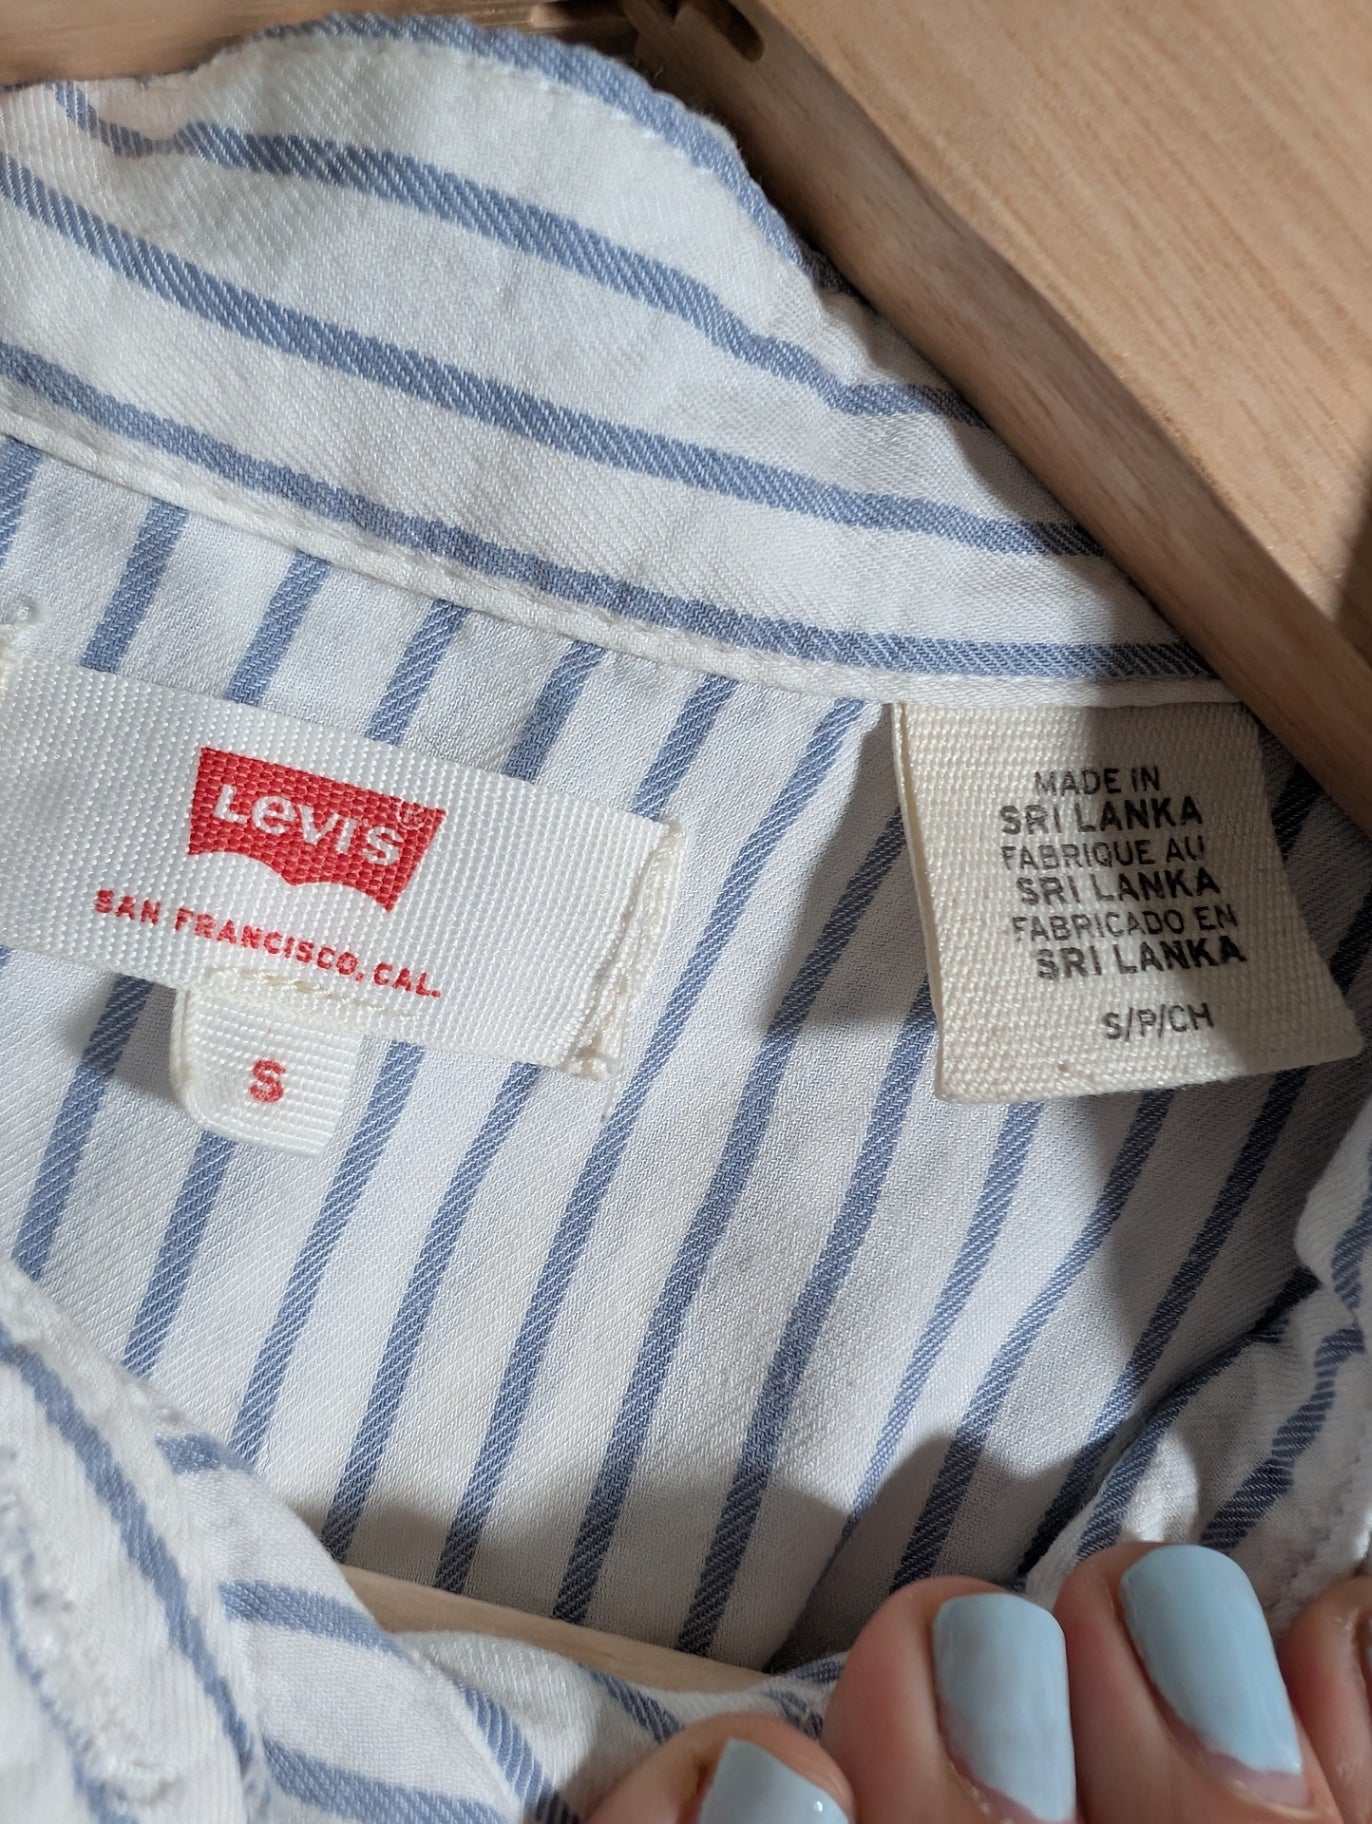 Levi's®
SAN FRANCISCO, CAL.
S
MADE IN
SRI LANKA
FABRIQUE AU
SRI LANKA
FABRICADO EN
SRI LANKA
S/P/CH